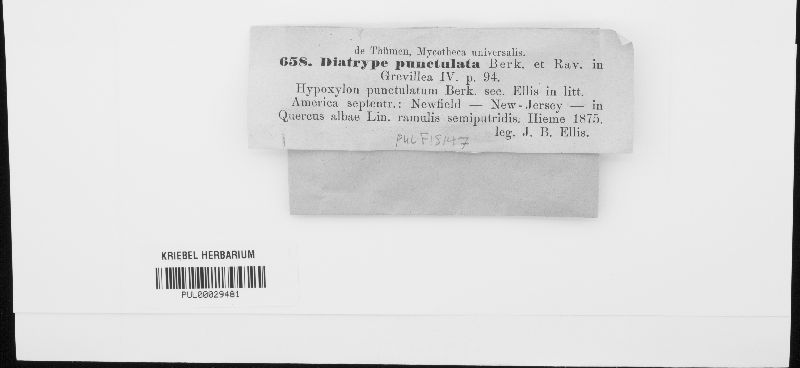 de Thümen, Mycotheca universalis.
658. Diatrype punctulata Berk. et Rav. in
Grevillea IV. p. 94.
Hypoxylon punctulatum Berk. sec. Ellis in litt.
America septentr.: Newfield — New-Jersey — in
Quercus albae Lin. ramulis semiputridis. Hieme 1875.
leg. J. B. Ellis.
PUL F15147
KRIEBEL HERBARIUM
PUL00029481